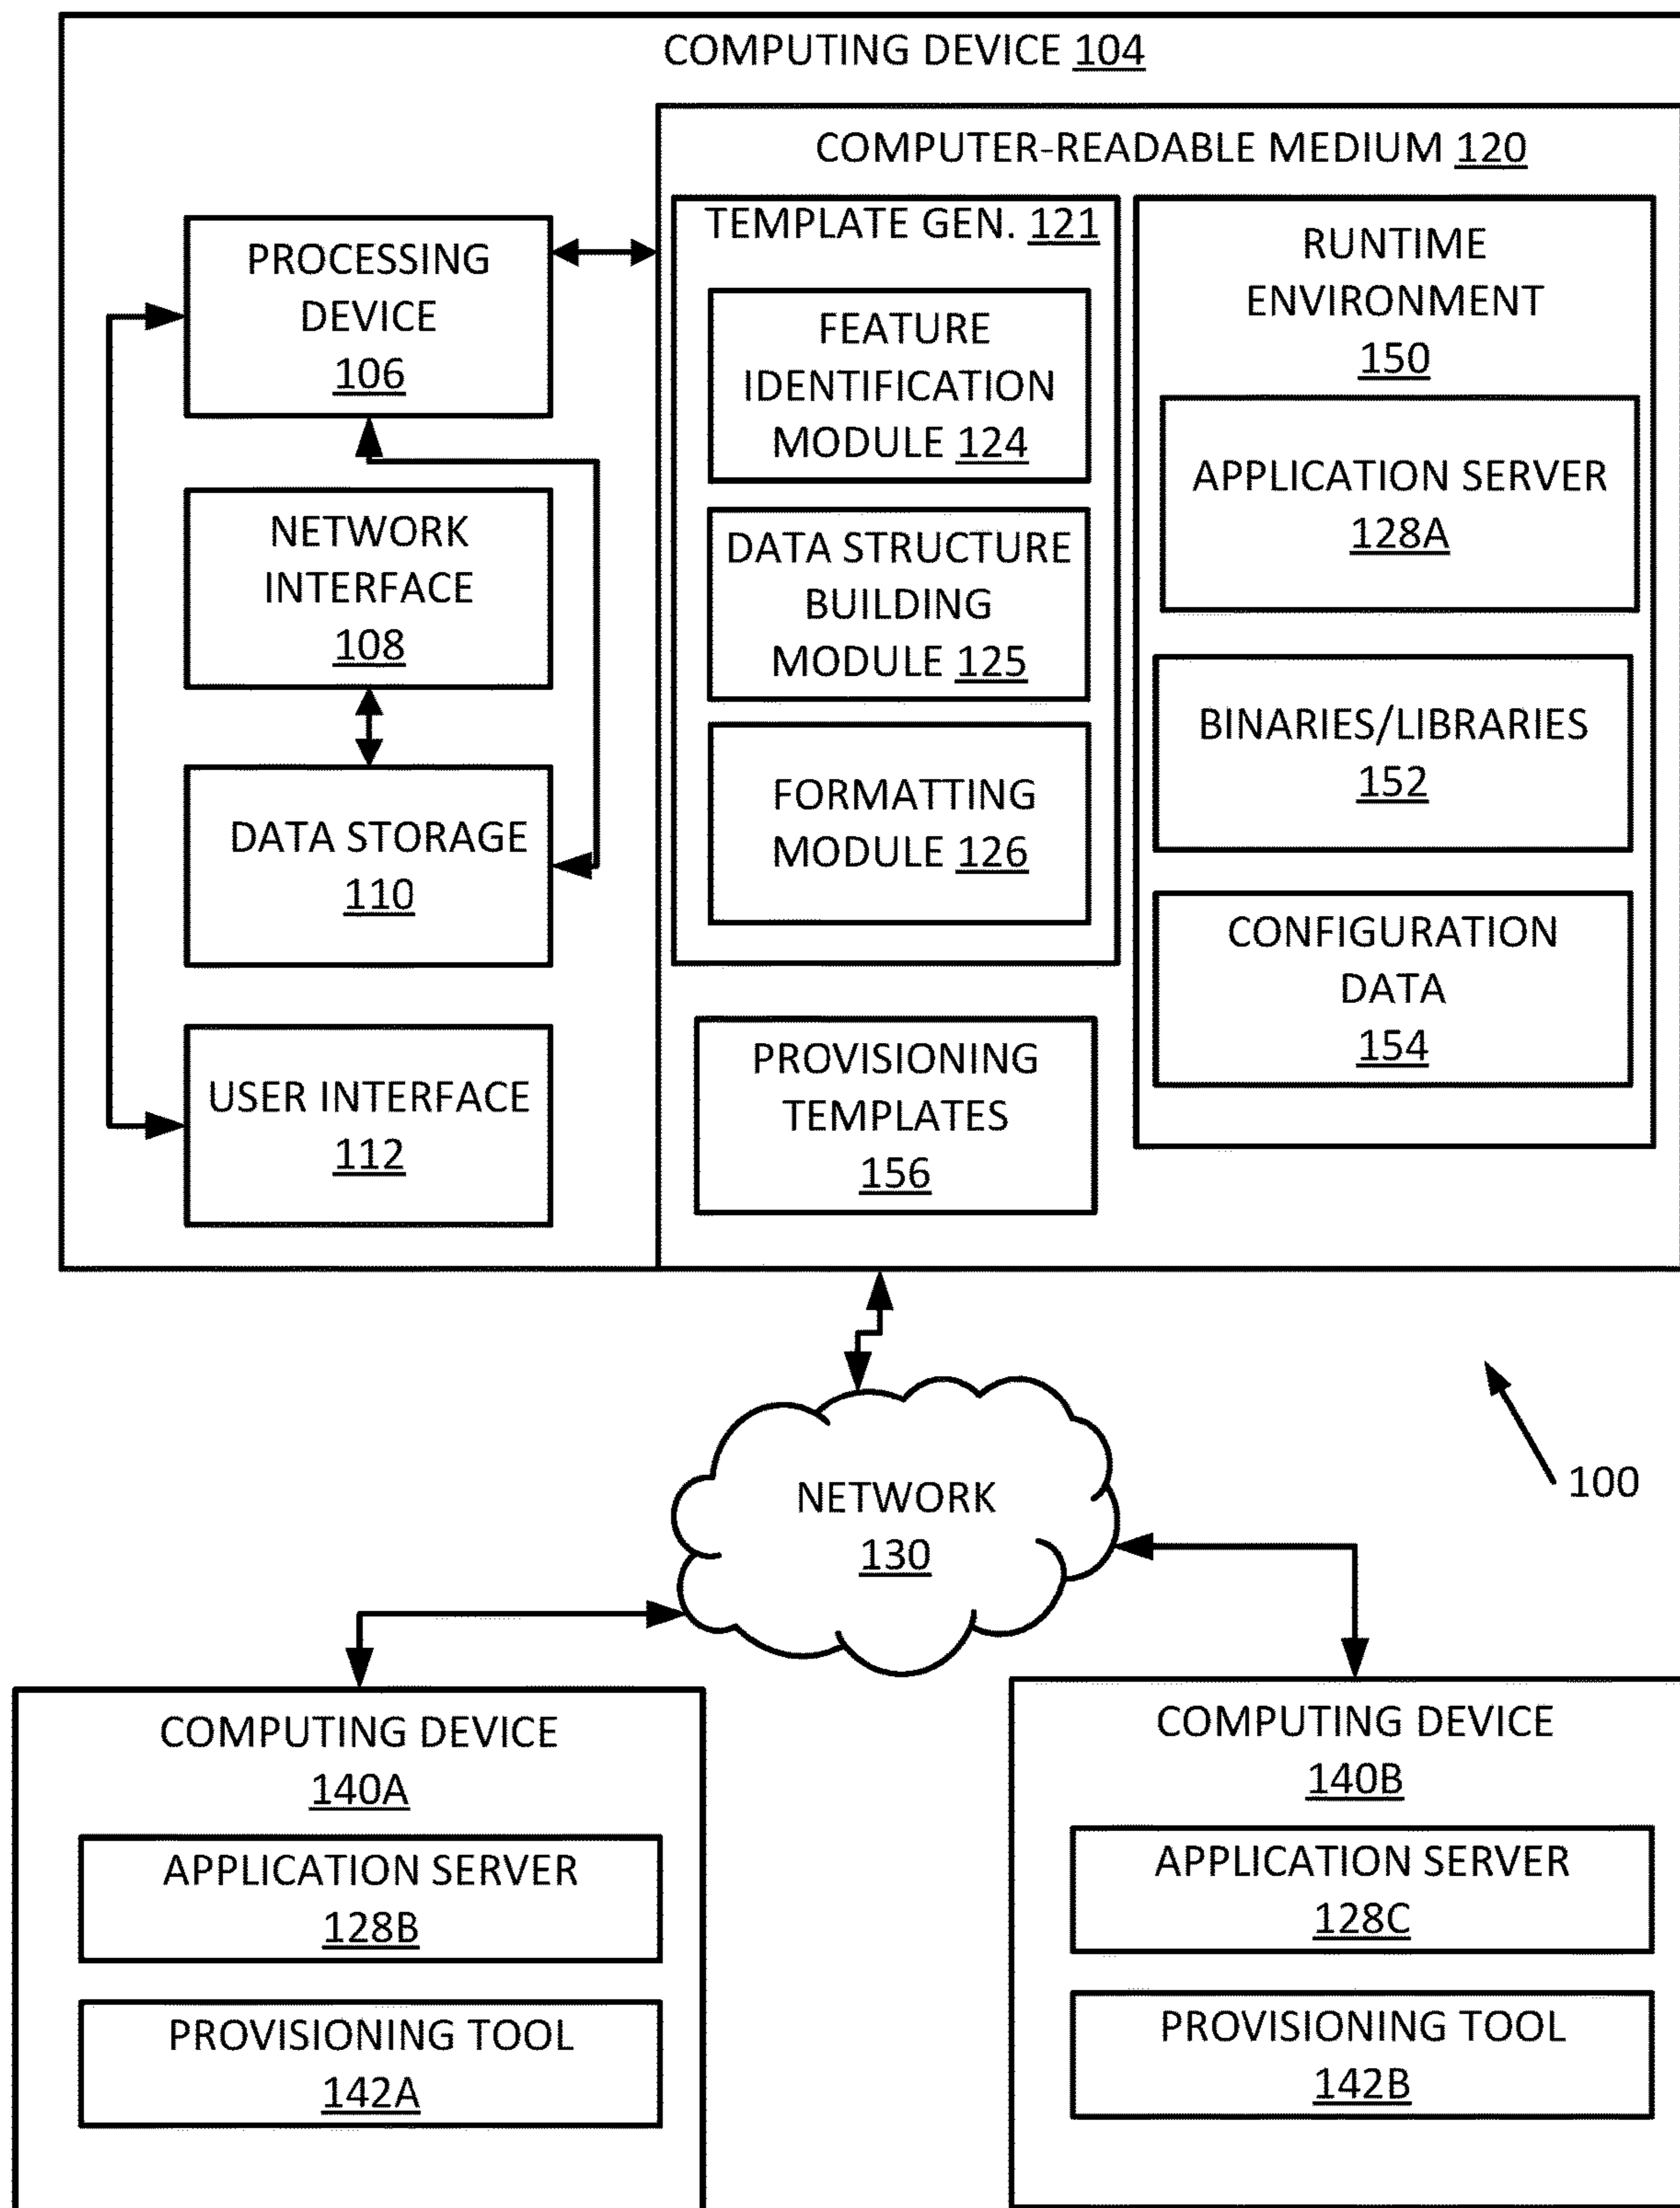 COMPUTING DEVICE 104
COMPUTER-READABLE MEDIUM 120
PROCESSING
DEVICE
106
NETWORK
INTERFACE
108
DATA STORAGE
110
USER INTERFACE
112
TEMPLATE GEN. 121
FEATURE
IDENTIFICATION
MODULE 124
DATA STRUCTURE
BUILDING
MODULE 125
FORMATTING
MODULE 126
PROVISIONING
TEMPLATES
156
RUNTIME
ENVIRONMENT
150
APPLICATION SERVER
128A
BINARIES/LIBRARIES
152
CONFIGURATION
DATA
154
100
NETWORK
130
COMPUTING DEVICE
140A
APPLICATION SERVER
128B
PROVISIONING TOOL
142A
COMPUTING DEVICE
140B
APPLICATION SERVER
128C
PROVISIONING TOOL
142B